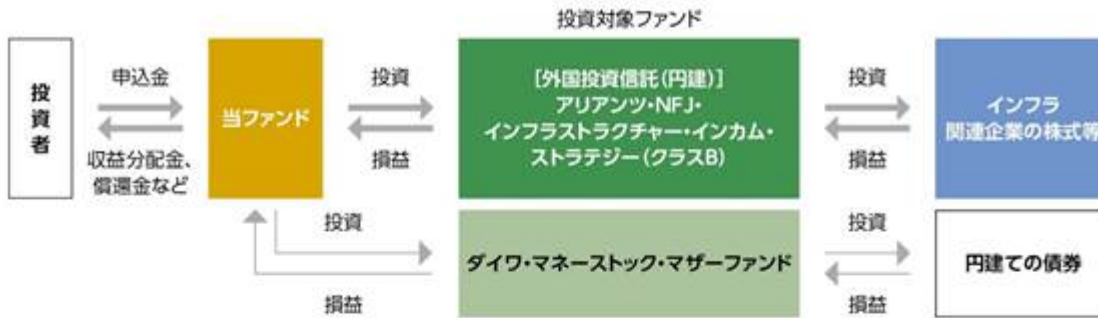 投資対象ファンド
投資者
申込金
収益分配金、
償還金など
当ファンド
投資
損益
［外国投資信託（円建）］
アリアンツ・NFJ・
インフラストラクチャー・インカム・
ストラテジー（クラスB）
投資
損益
インフラ
関連企業の株式等
投資
損益
ダイワ・マネーストック・マザーファンド
投資
損益
円建ての債券